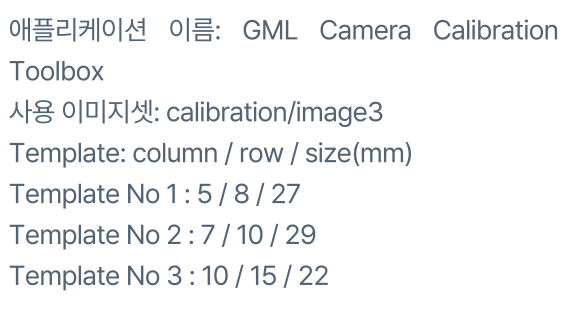 애플리케이션 이름: GML Camera Calibration
Toolbox
사용 이미지셋: calibration/image3
Template: column / row / size(mm)
Template No 1 : 5 / 8 / 27
Template No 2 : 7 / 10 / 29
Template No 3 : 10 / 15 / 22